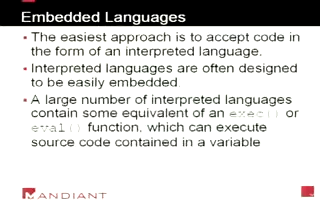 Embedded Languages
▪ The easiest approach is to accept code in
the form of an interpreted language.
▪ Interpreted languages are often designed
to be easily embedded.
▪ A large number of interpreted languages
contain some equivalent of an exec() or
eval() function, which can execute
source code contained in a variable
MANDIANT